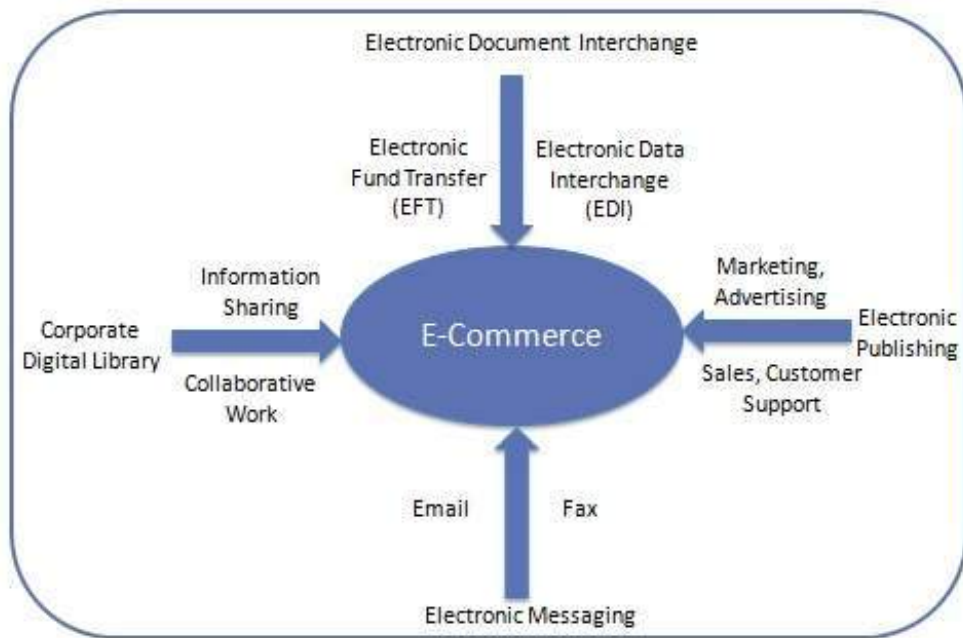 Electronic Document Interchange
Electronic
Fund Transfer
(EFT)
Electronic Data
Interchange
(EDI)
Information
Sharing
Marketing,
Advertising
Corporate
Digital Library
E-Commerce
Electronic
Publishing
Collaborative
Work
Sales, Customer
Support
Email
Fax
Electronic Messaging